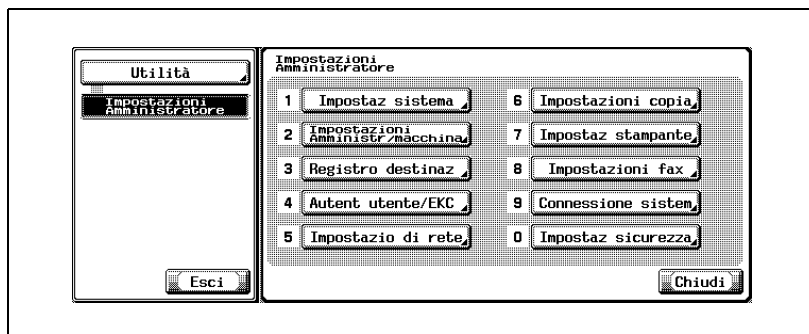 Utilità
Impostazioni
Amministratore
Esci
Impostazioni
Amministratore
1 Impostaz sistema
2 Impostazioni
Amministr/macchina
3 Registro destinaz
4 Autent utente/EKC
5 Impostazio di rete
6 Impostazioni copia
7 Impostaz stampante
8 Impostazioni fax
9 Connessione sistem
0 Impostaz sicurezza
Chiudi